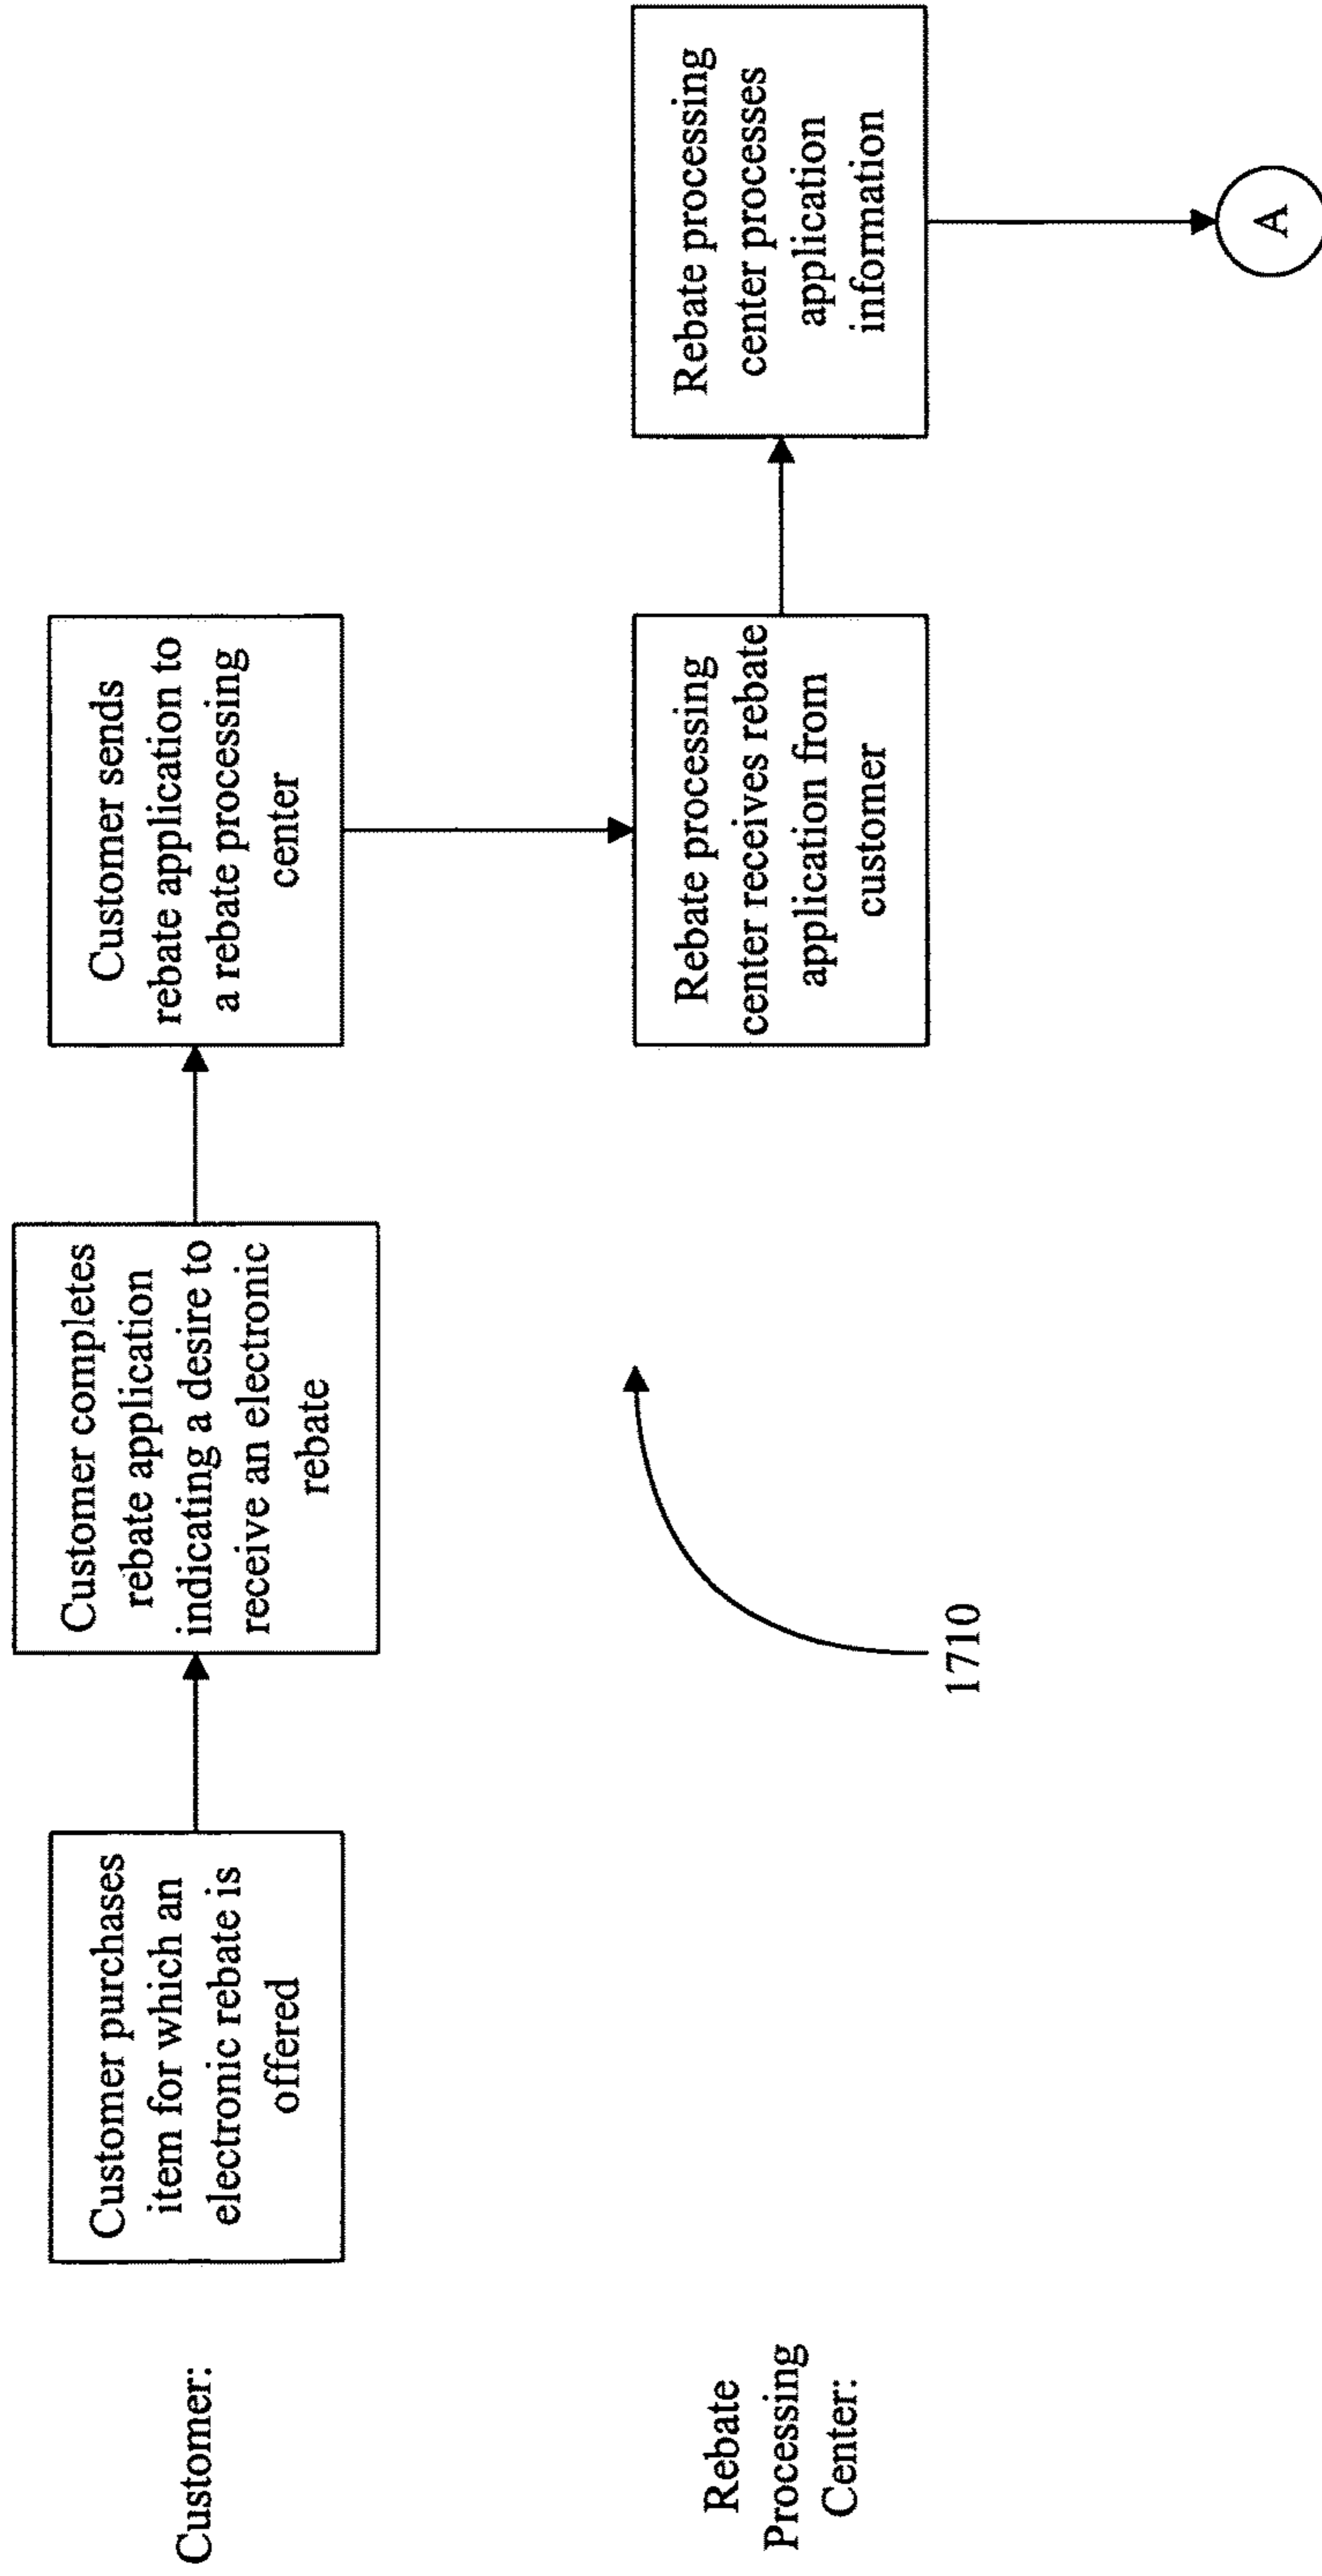 Customer:
Customer purchases
item for which an
electronic rebate is
offered
Customer completes
rebate application
indicating a desire to
receive an electronic
rebate
Customer sends
rebate application to
a rebate processing
center
Rebate
Processing
Center:
1710
Rebate processing
center receives rebate
application from
customer
Rebate processing
center processes
application
information
A